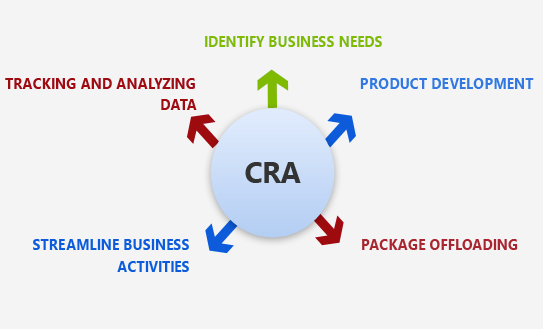 IDENTIFY BUSINESS NEEDS
TRACKING AND ANALYZING
DATA
PRODUCT DEVELOPMENT
CRA
STREAMLINE BUSINESS
ACTIVITIES
PACKAGE OFFLOADING